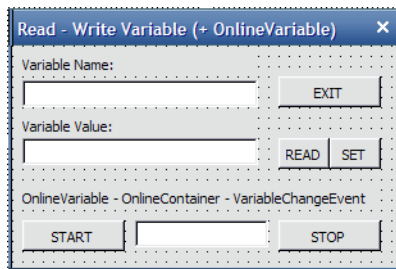 Read - Write Variable (+ OnlineVariable)
Variable Name:
EXIT
Variable Value:
READ SET
OnlineVariable - OnlineContainer - VariableChangeEvent
START STOP